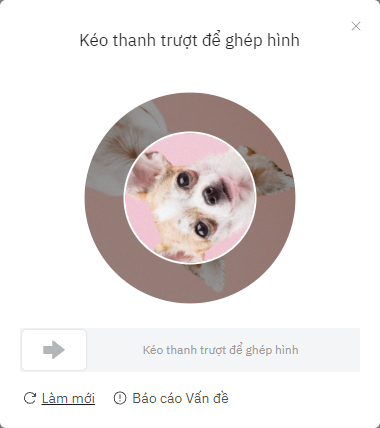 Kéo thanh trượt để ghép hình
Kéo thanh trượt để ghép hình
Làm mới Báo cáo Vấn đề